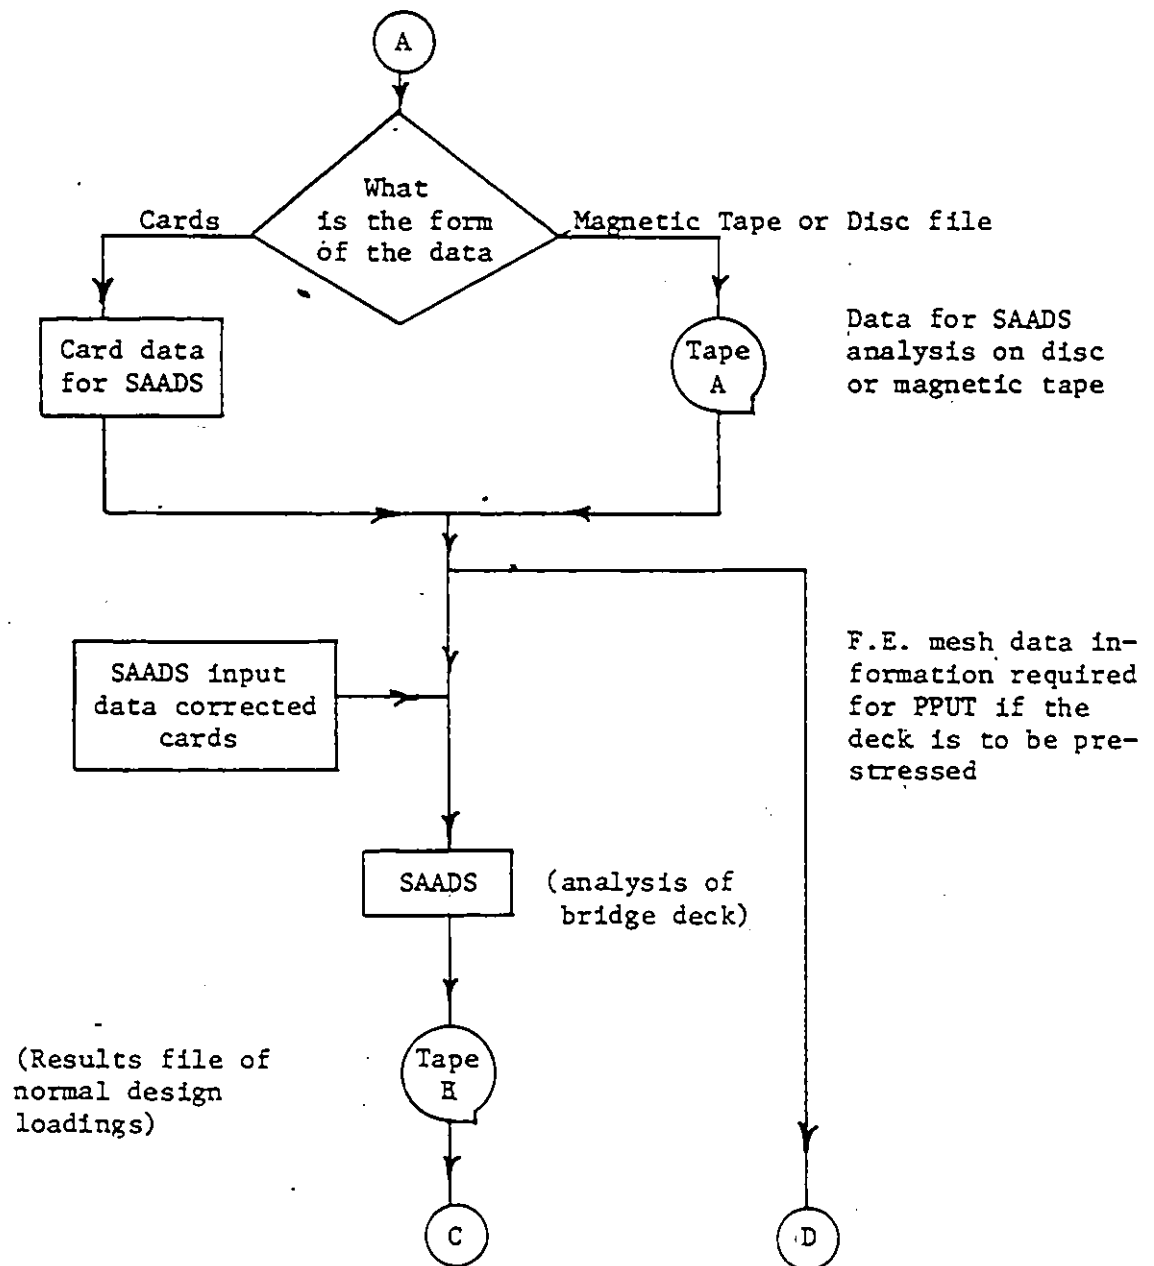 A
What
is the form
of the data
Cards
Magnetic Tape or Disc file
Card data
for SAADS
Tape
A
Data for SAADS
analysis on disc
or magnetic tape
SAADS input
data corrected
cards
F.E. mesh data in-
formation required
for PPUT if the
deck is to be pre-
stressed
SAADS
(analysis of
bridge deck)
(Results file of
normal design
loadings)
Tape
C
D